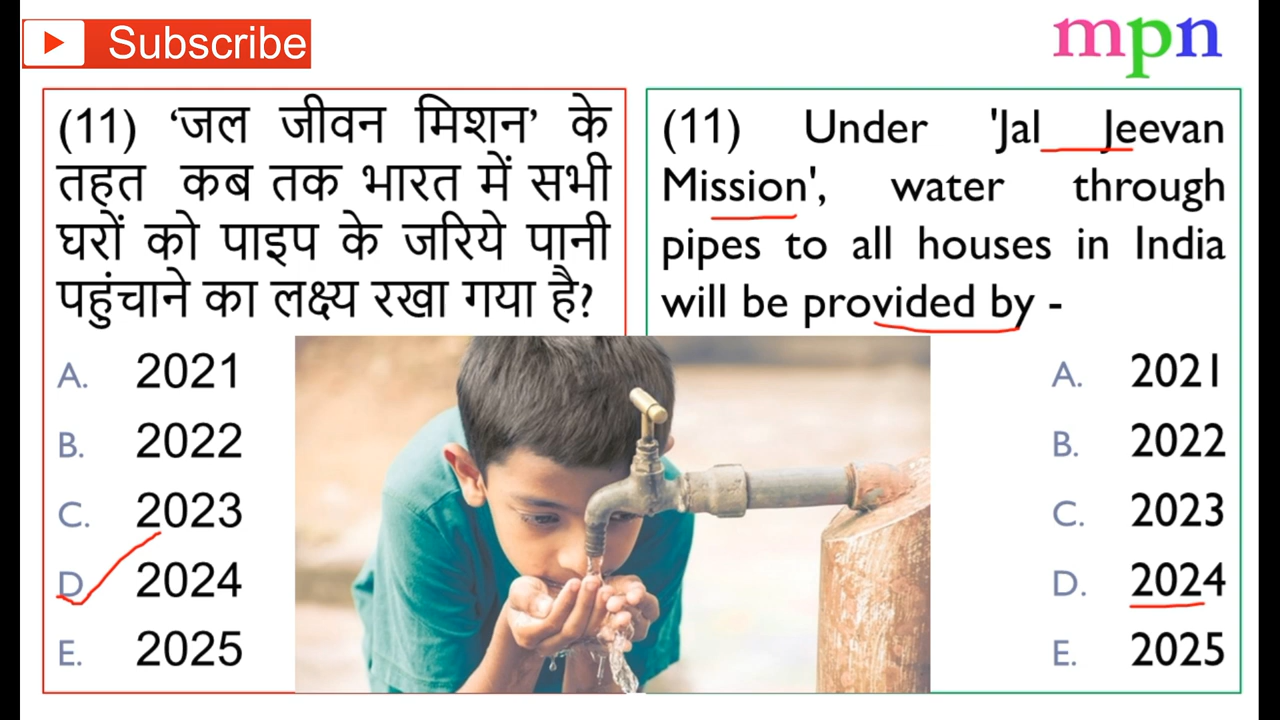 Subscribe
mpn
(11) ‘जल जीवन मिशन’ के
तहत कब तक भारत में सभी
घरों को पाइप के जरिये पानी
पहुंचाने का लक्ष्य रखा गया है?
A. 2021
B. 2022
C. 2023
D. 2024
E. 2025
(11) Under 'Jal Jeevan
Mission', water through
pipes to all houses in India
will be provided by -
A. 2021
B. 2022
C. 2023
D. 2024
E. 2025